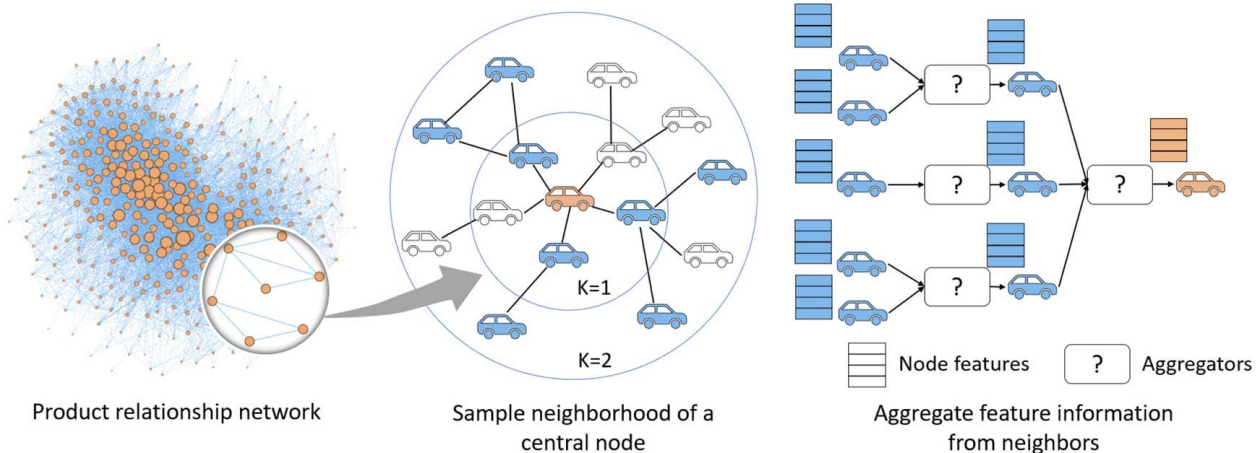 ?
?
?
?
K=1
K=2
Node features
?
Aggregators
Product relationship network
Sample neighborhood of a
central node
Aggregate feature information
from neighbors